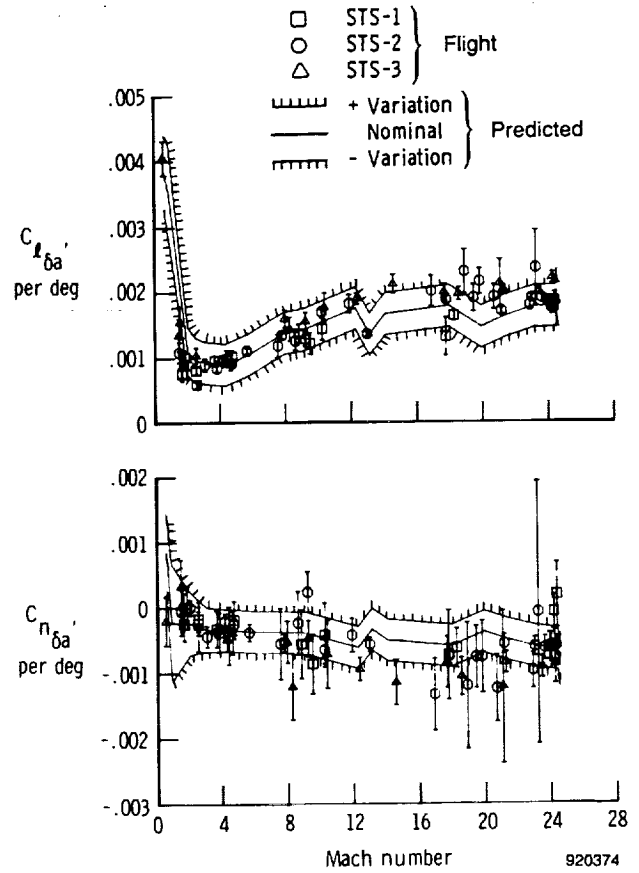 STS-1
STS-2
STS-3
Flight
+ Variation
Nominal
- Variation
Predicted
.005
.004
.003
.002
.001
0
Cℓδa′
per deg
.002
.001
0
-.001
-.002
-.003
Cnδa′
per deg
0 4 8 12 16 20 24 28
Mach number
920374